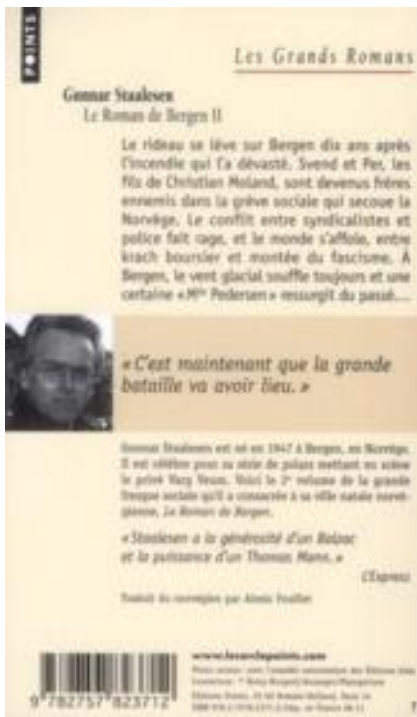 POINTS
Les Grands Romans
Gunnar Staalesen
Le Roman de Bergen II
Le rideau se lève sur Bergen dix ans après
l'incendie qui l'a dévasté. Svend et Per, les
fils de Christian Moland, sont devenus frères
ennemis dans la grève sociale qui secoue la
Norvège. Le conflit entre syndicalistes et
police fait rage, et le monde s'affole, entre
krach boursier et montée du fascisme. À
Bergen, le vent glacial souffle toujours et une
certaine «Mme Pedersen» ressurgit du passé...
«C'est maintenant que la grande
bataille va avoir lieu.»
Gunnar Staalesen est né en 1947 à Bergen, en Norvège.
Il est célèbre pour sa série de polars mettant en scène
le privé Varg Veum. Voici le 2e volume de la grande
fresque sociale qu'il a consacrée à sa ville natale norvé-
gienne, Le Roman de Bergen.
«Staalesen a la générosité d'un Balzac
et la puissance d'un Thomas Mann.»
L'Express
Traduit du norvégien par Alexis Fouillet
www.lecerclepoints.com
9 782757 823712